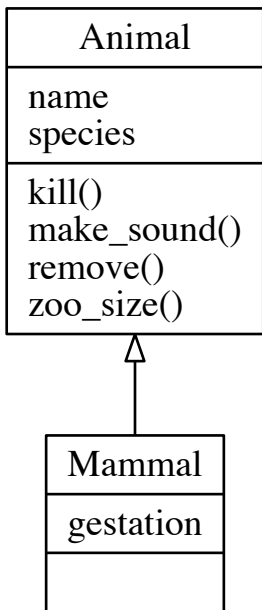 Animal
name
species
kill()
make_sound()
remove()
zoo_size()
Mammal
gestation